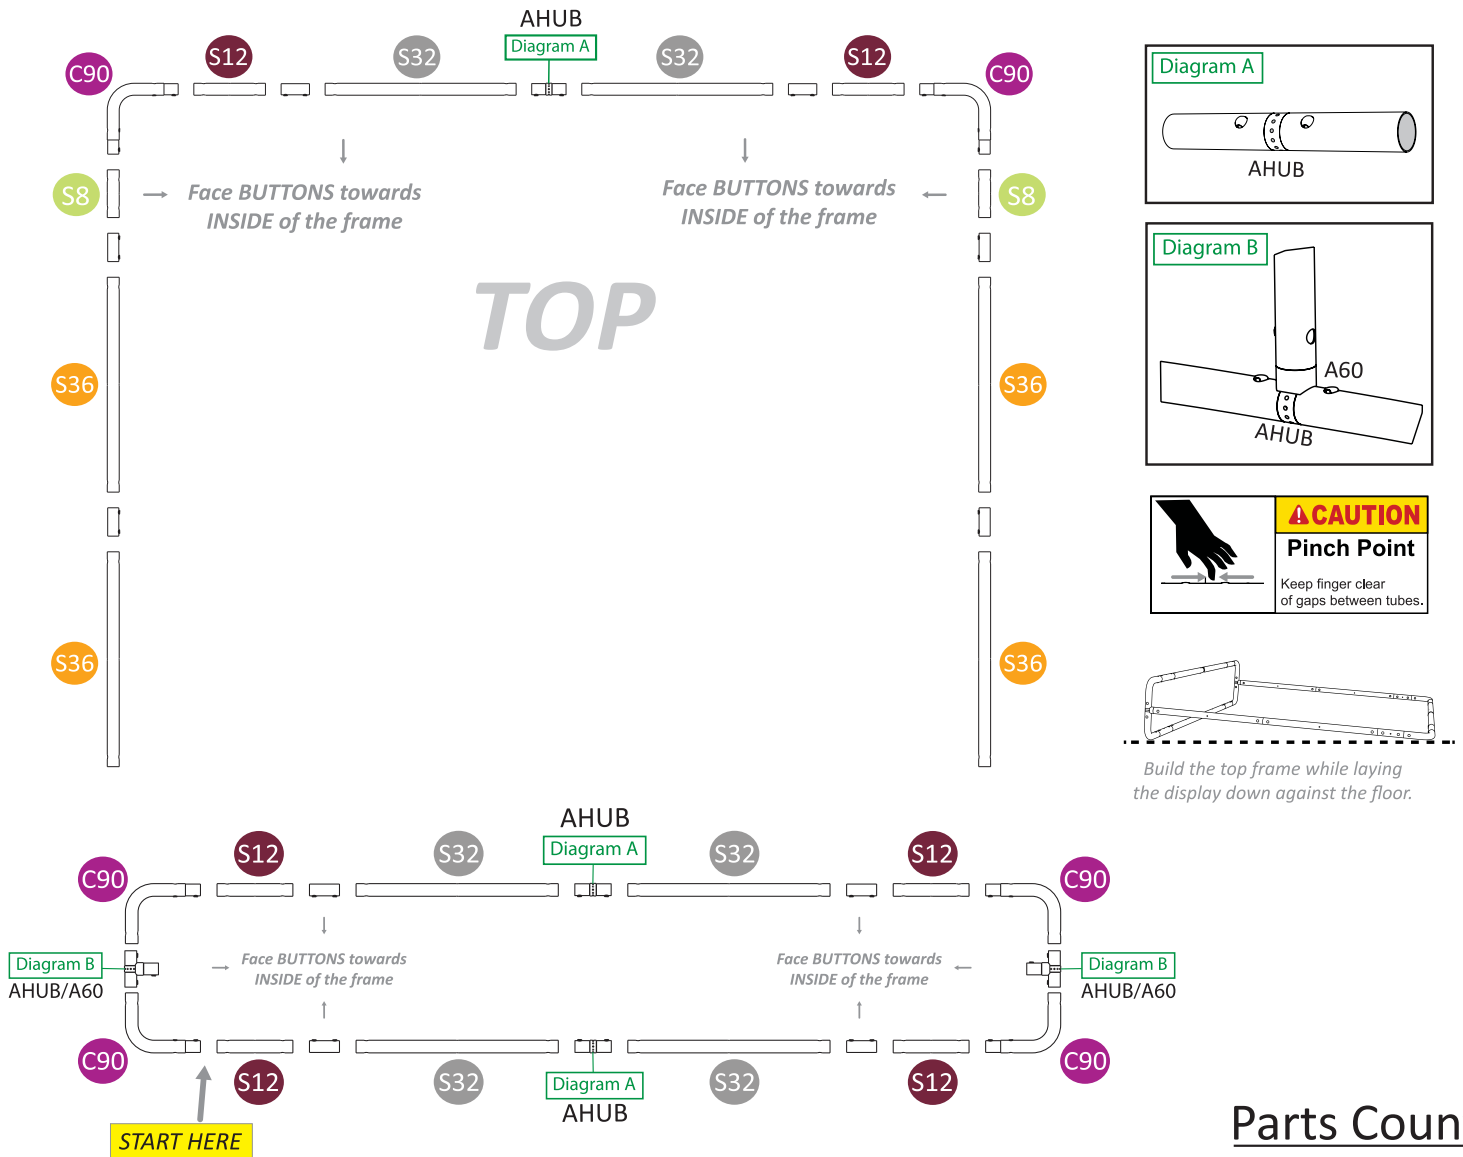 AHUB
Diagram A
C90
S12
S32
S32
S12
C90
S8
Face BUTTONS towards
INSIDE of the frame
Face BUTTONS towards
INSIDE of the frame
S8
TOP
S36
S36
S36
S36
Diagram A
AHUB
Diagram B
A60
AHUB
CAUTION
Pinch Point
Keep finger clear
of gaps between tubes.
Build the top frame while laying
the display down against the floor.
AHUB
Diagram A
C90
S12
S32
S32
S12
C90
Face BUTTONS towards
INSIDE of the frame
Face BUTTONS towards
INSIDE of the frame
Diagram B
AHUB/A60
Diagram B
AHUB/A60
C90
S12
S32
Diagram A
AHUB
S32
S12
C90
START HERE
Parts Coun